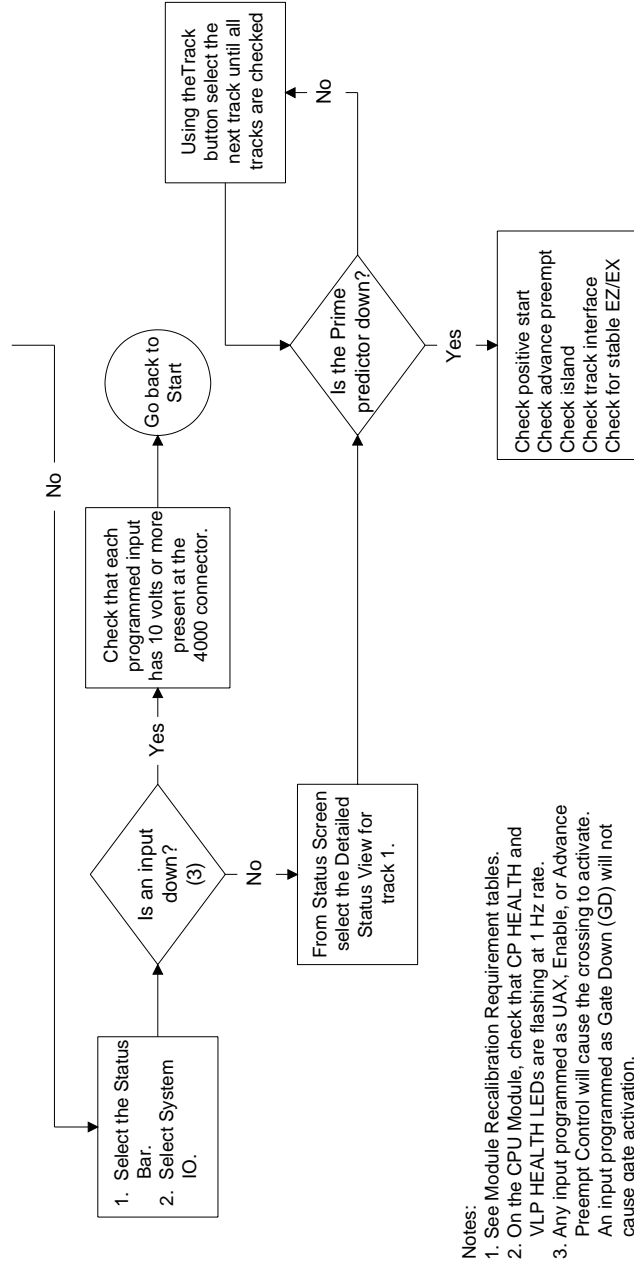 No
1. Select the Status
Bar.
2. Select System
IO.
Is an input
down?
(3)
Yes
Check that each
programmed input
has 10 volts or more
present at the
4000 connector.
Go back to
Start
No
From Status Screen
select the Detailed
Status View for
track 1.
Is the Prime
predictor down?
No
Using theTrack
button select the
next track until all
tracks are checked
Yes
Check positive start
Check advance preempt
Check island
Check track interface
Check for stable EZ/EX
Notes:
1. See Module Recalibration Requirement tables.
2. On the CPU Module, check that CP HEALTH and
VLP HEALTH LEDs are flashing at 1 Hz rate.
3. Any input programmed as UAX, Enable, or Advance
Preempt Control will cause the crossing to activate.
An input programmed as Gate Down (GD) will not
cause gate activation.